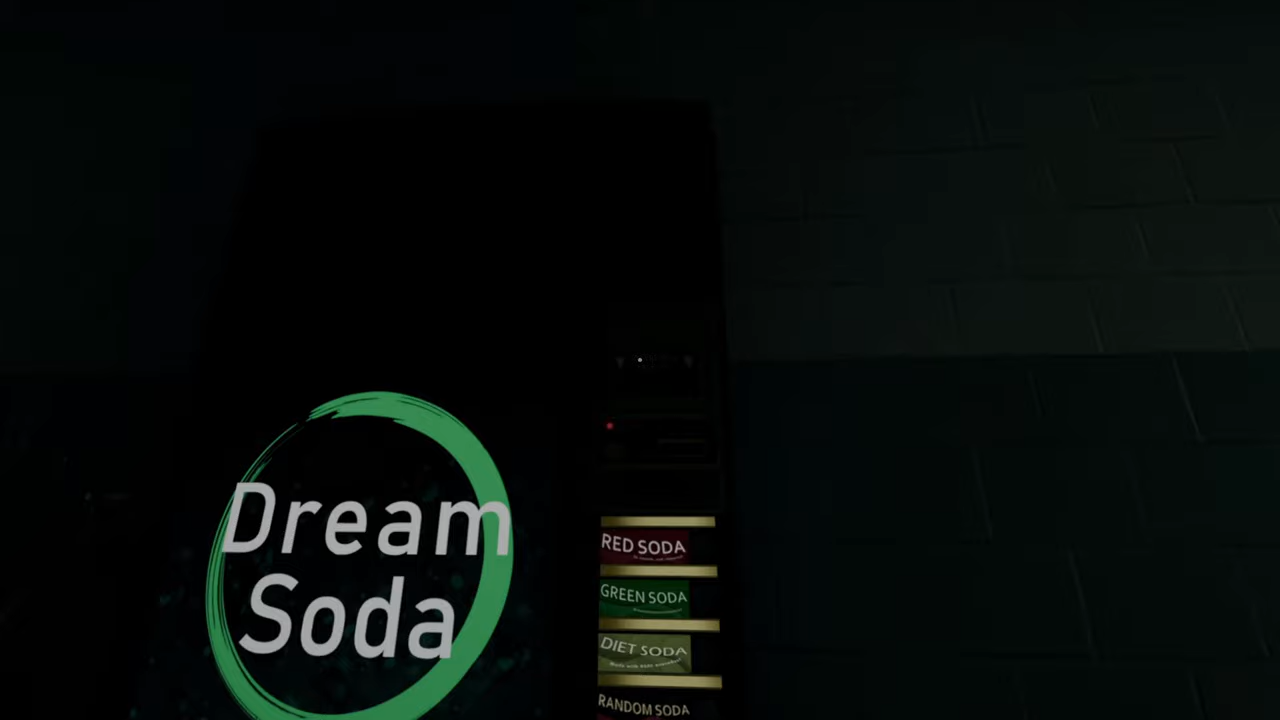 Dream
Soda
RED SODA
GREEN SODA
DIET SODA
RANDOM SODA